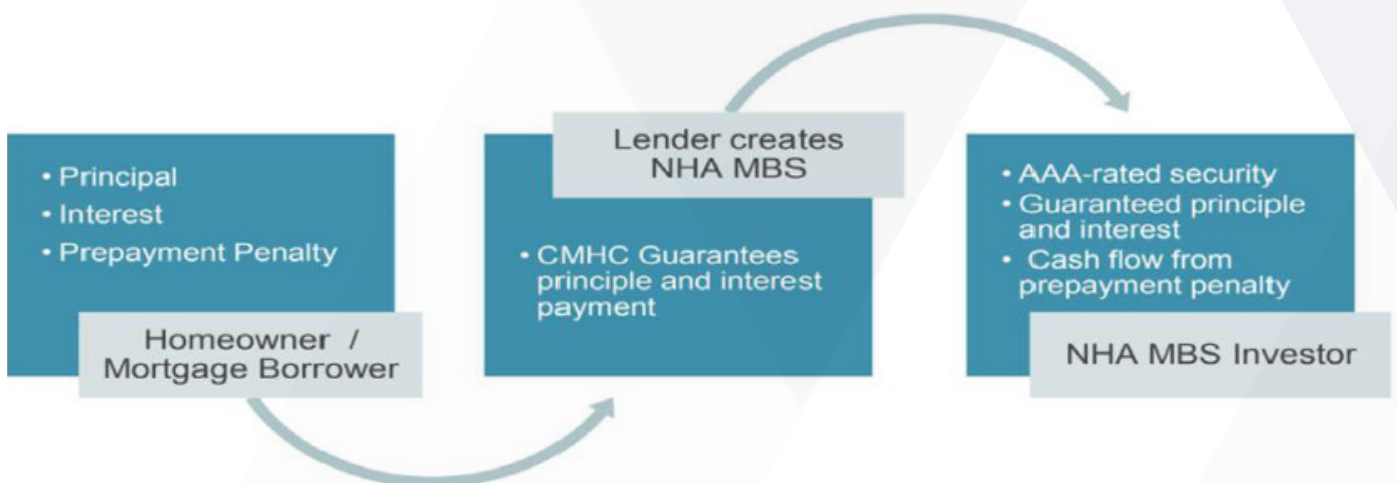 • Principal
• Interest
• Prepayment Penalty
Homeowner /
Mortgage Borrower
Lender creates
NHA MBS
• CMHC Guarantees
principle and interest
payment
• AAA-rated security
• Guaranteed principle
and interest
• Cash flow from
prepayment penalty
NHA MBS Investor